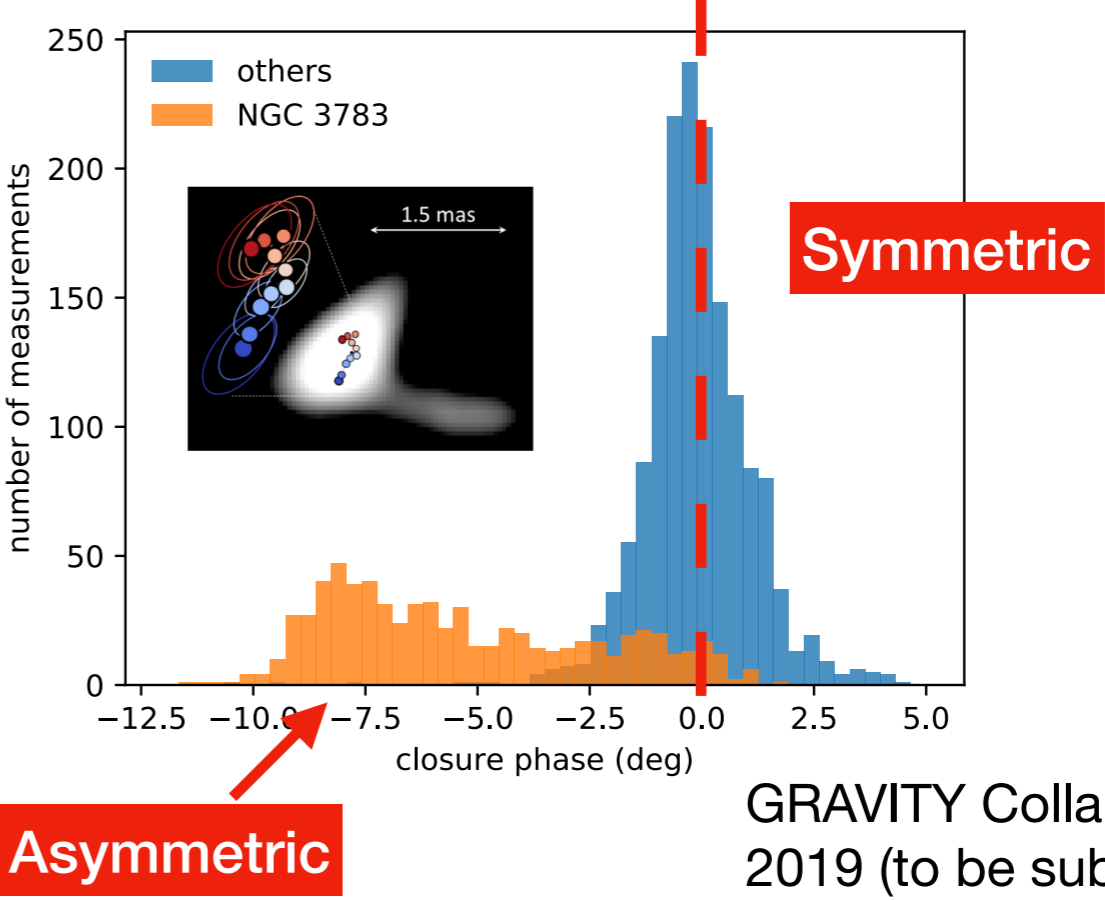 250
200
150
100
50
0
number of measurements
others
NGC 3783
1.5 mas
Symmetric
−12.5 −10.0 −7.5 −5.0 −2.5 0.0 2.5 5.0
closure phase (deg)
Asymmetric
GRAVITY Colla
2019 (to be sub